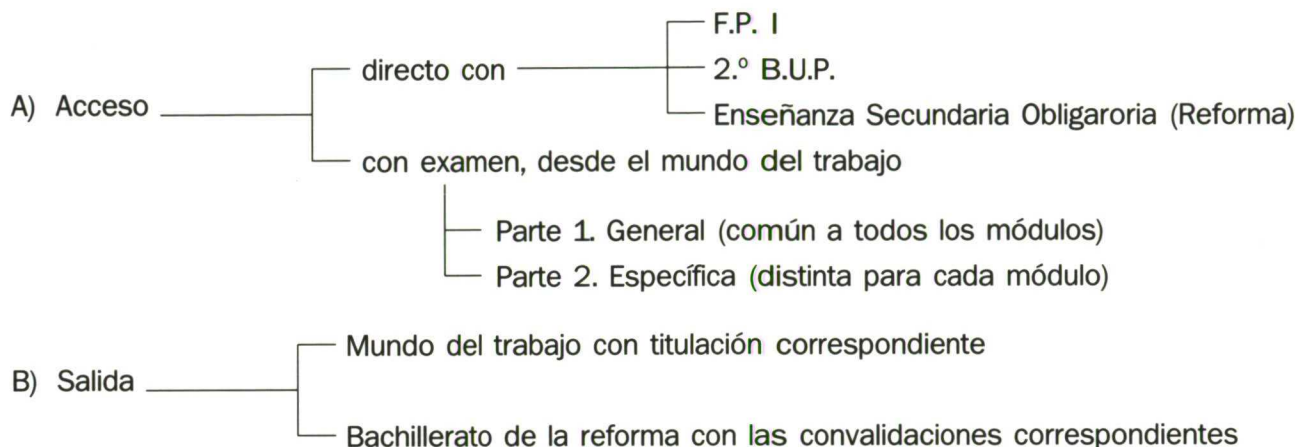 F.P. I
directo con
2.º B.U.P.
A) Acceso
Enseñanza Secundaria Obligaroria (Reforma)
con examen, desde el mundo del trabajo
Parte 1. General (común a todos los módulos)
Parte 2. Específica (distinta para cada módulo)
Mundo del trabajo con titulación correspondiente
B) Salida
Bachillerato de la reforma con las convalidaciones correspondientes